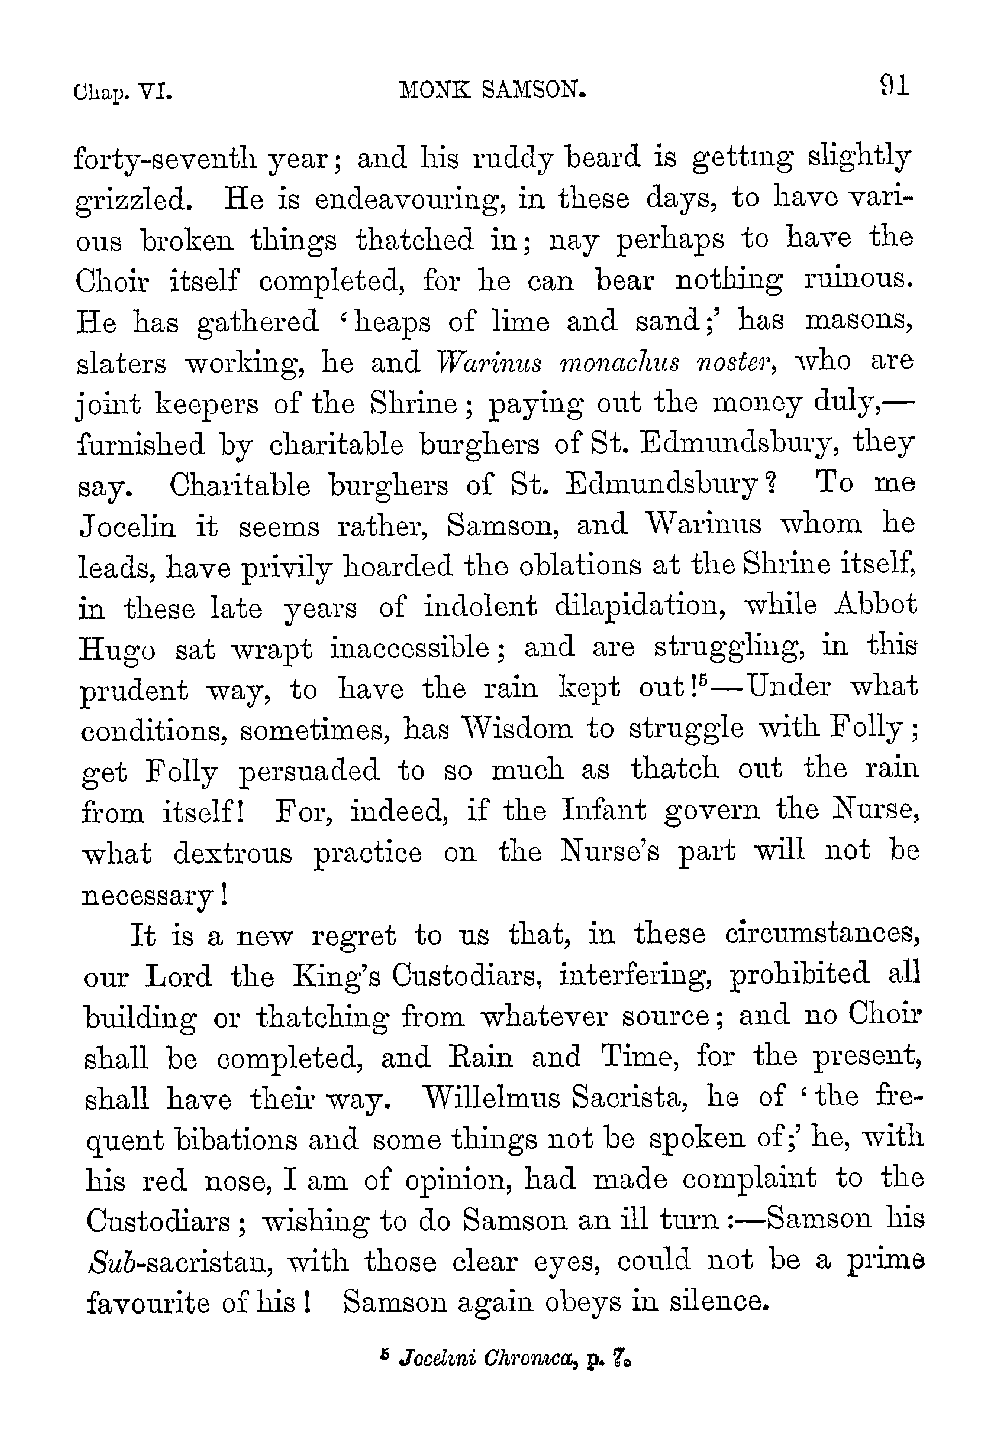 Chap. VI. MONK SAMSON. 91
forty-seventh year; and his ruddy beard is getting slightly
grizzled. He is endeavouring, in these days, to have vari-
ous broken things thatched in; nay perhaps to have the
Choir itself completed, for he can bear nothing ruinous.
He has gathered ‘heaps of lime and sand;’ has masons,
slaters working, he and Warinus monachus noster, who are
joint keepers of the Shrine; paying out the money duly,—
furnished by charitable burghers of St. Edmundsbury, they
say. Charitable burghers of St. Edmundsbury? To me
Jocelin it seems rather, Samson, and Warinus whom he
leads, have privily hoarded the oblations at the Shrine itself,
in these late years of indolent dilapidation, while Abbot
Hugo sat wrapt inaccessible; and are struggling, in this
prudent way, to have the rain kept out!⁵—Under what
conditions, sometimes, has Wisdom to struggle with Folly;
get Folly persuaded to so much as thatch out the rain
from itself! For, indeed, if the Infant govern the Nurse,
what dextrous practice on the Nurse’s part will not be
necessary!
It is a new regret to us that, in these circumstances,
our Lord the King’s Custodiars, interfering, prohibited all
building or thatching from whatever source; and no Choir
shall be completed, and Rain and Time, for the present,
shall have their way. Willelmus Sacrista, he of ‘the fre-
quent bibations and some things not be spoken of;’ he, with
his red nose, I am of opinion, had made complaint to the
Custodiars; wishing to do Samson an ill turn:—Samson his
Sub-sacristan, with those clear eyes, could not be a prime
favourite of his! Samson again obeys in silence.
⁵ Jocelini Chronica, p. 7.